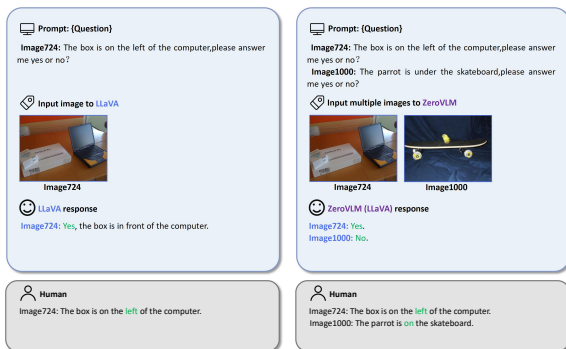 Prompt: {Question}
Image724: The box is on the left of the computer,please answer
me yes or no？
Input image to LLaVA
Image724
LLaVA response
Image724: Yes, the box is in front of the computer.
Human
Image724: The box is on the left of the computer.
Prompt: {Question}
Image724: The box is on the left of the computer,please answer
me yes or no？
Image1000: The parrot is under the skateboard,please answer
me yes or no?
Input multiple images to ZeroVLM
Image724
Image1000
ZeroVLM (LLaVA) response
Image724: Yes.
Image1000: No.
Human
Image724: The box is on the left of the computer.
Image1000: The parrot is on the skateboard.